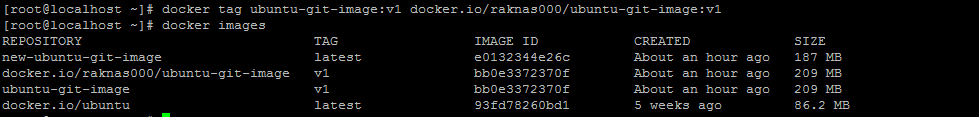 [root@localhost ~]# docker tag ubuntu-git-image:v1 docker.io/raknas000/ubuntu-git-image:v1
[root@localhost ~]# docker images
REPOSITORY TAG IMAGE ID CREATED SIZE
new-ubuntu-git-image latest e0132344e26c About an hour ago 187 MB
docker.io/raknas000/ubuntu-git-image v1 bb0e3372370f About an hour ago 209 MB
ubuntu-git-image v1 bb0e3372370f About an hour ago 209 MB
docker.io/ubuntu latest 93fd78260bd1 5 weeks ago 86.2 MB